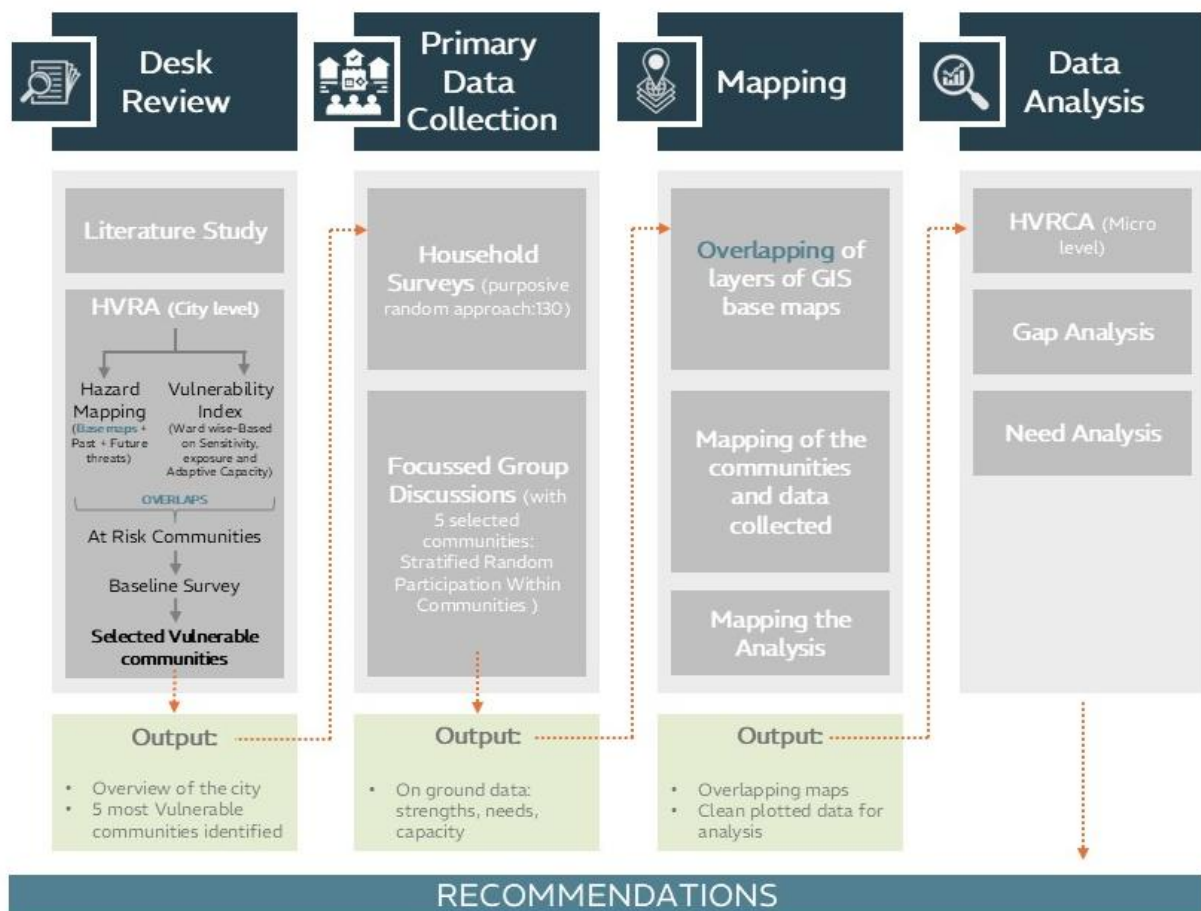 Desk
Review
Primary
Data
Collection
Mapping
Data
Analysis
Literature Study
HVRA (City level)
Hazard
Mapping
(Base maps +
Past + Future
threats)
Vulnerability
Index
(Ward wise-Based
on Sensitivity,
exposure and
Adaptive Capacity)
OVERLAPS
At Risk Communities
Baseline Survey
Selected Vulnerable
communities
Output:
• Overview of the city
• 5 most Vulnerable
communities identified
Household
Surveys (purposive
random approach:130)
Focussed Group
Discussions (with
5 selected
communities:
Stratified Random
Participation Within
Communities )
Output:
• On ground data:
strengths, needs,
capacity
Overlapping of
layers of GIS
base maps
Mapping of the
communities
and data
collected
Mapping the
Analysis
Output:
• Overlapping maps
• Clean plotted data for
analysis
HVRCA (Micro
level)
Gap Analysis
Need Analysis
RECOMMENDATIONS